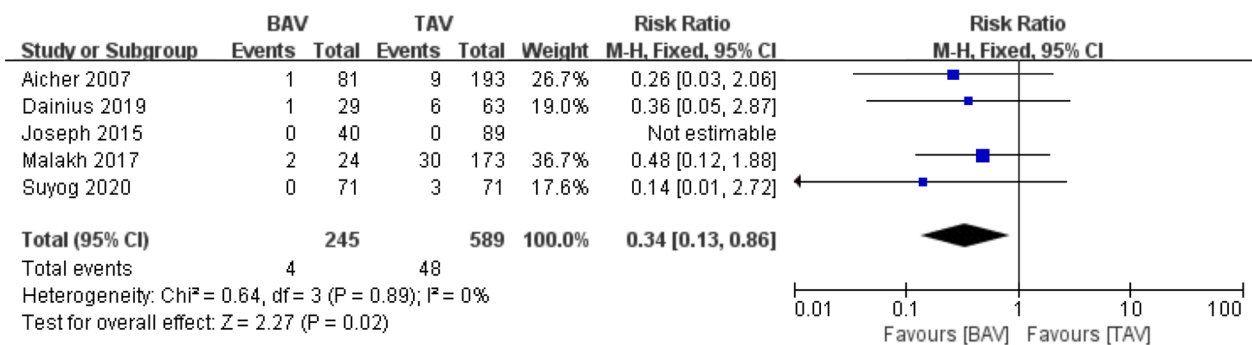 BAV TAV Risk Ratio Risk Ratio
Study or Subgroup Events Total Events Total Weight M-H, Fixed, 95% CI M-H, Fixed, 95% CI
Aicher 2007 1 81 9 193 26.7% 0.26 [0.03, 2.06]
Dainius 2019 1 29 6 63 19.0% 0.36 [0.05, 2.87]
Joseph 2015 0 40 0 89 Not estimable
Malakh 2017 2 24 30 173 36.7% 0.48 [0.12, 1.88]
Suyog 2020 0 71 3 71 17.6% 0.14 [0.01, 2.72]
Total (95% CI) 245 589 100.0% 0.34 [0.13, 0.86]
Total events 4 48
Heterogeneity: Chi² = 0.64, df = 3 (P = 0.89); I² = 0%
Test for overall effect: Z = 2.27 (P = 0.02)
0.01 0.1 1 10 100
Favours [BAV] Favours [TAV]